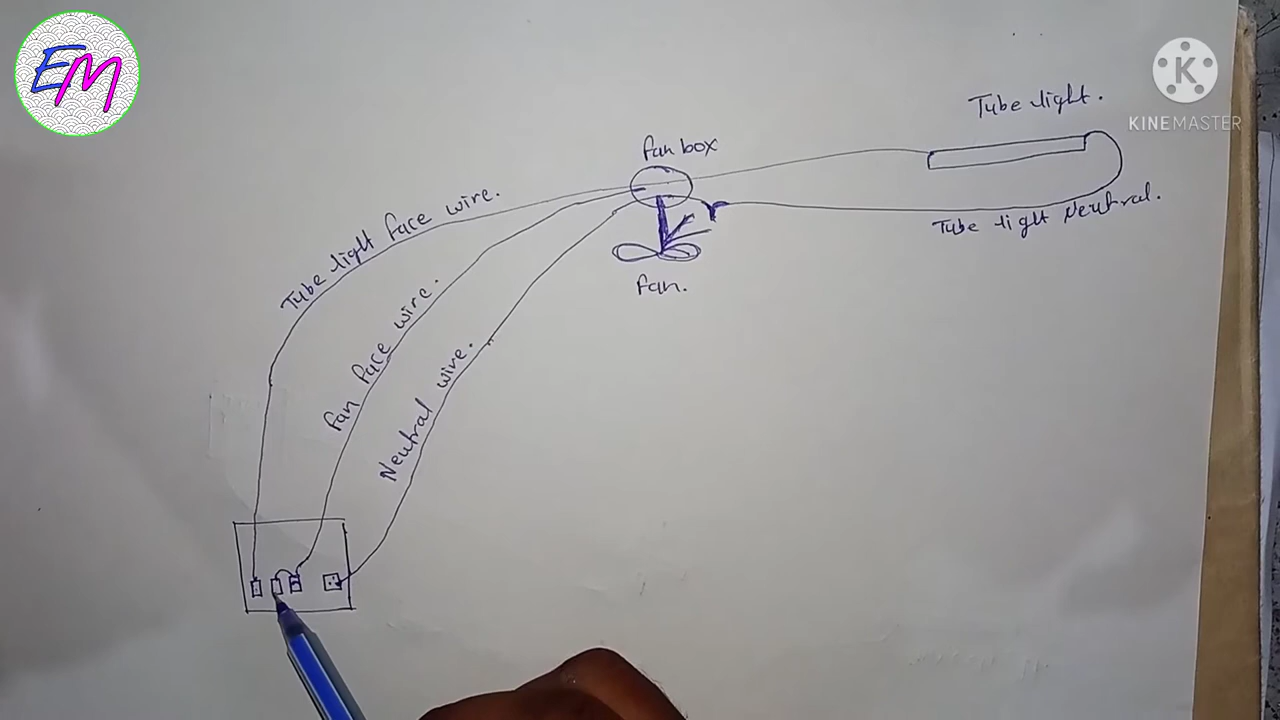 EM
K
KINEMASTER
Tube light.
fan box
Tube light face wire.
Tube light Neutral.
fan.
fan face wire.
Neutral wire.